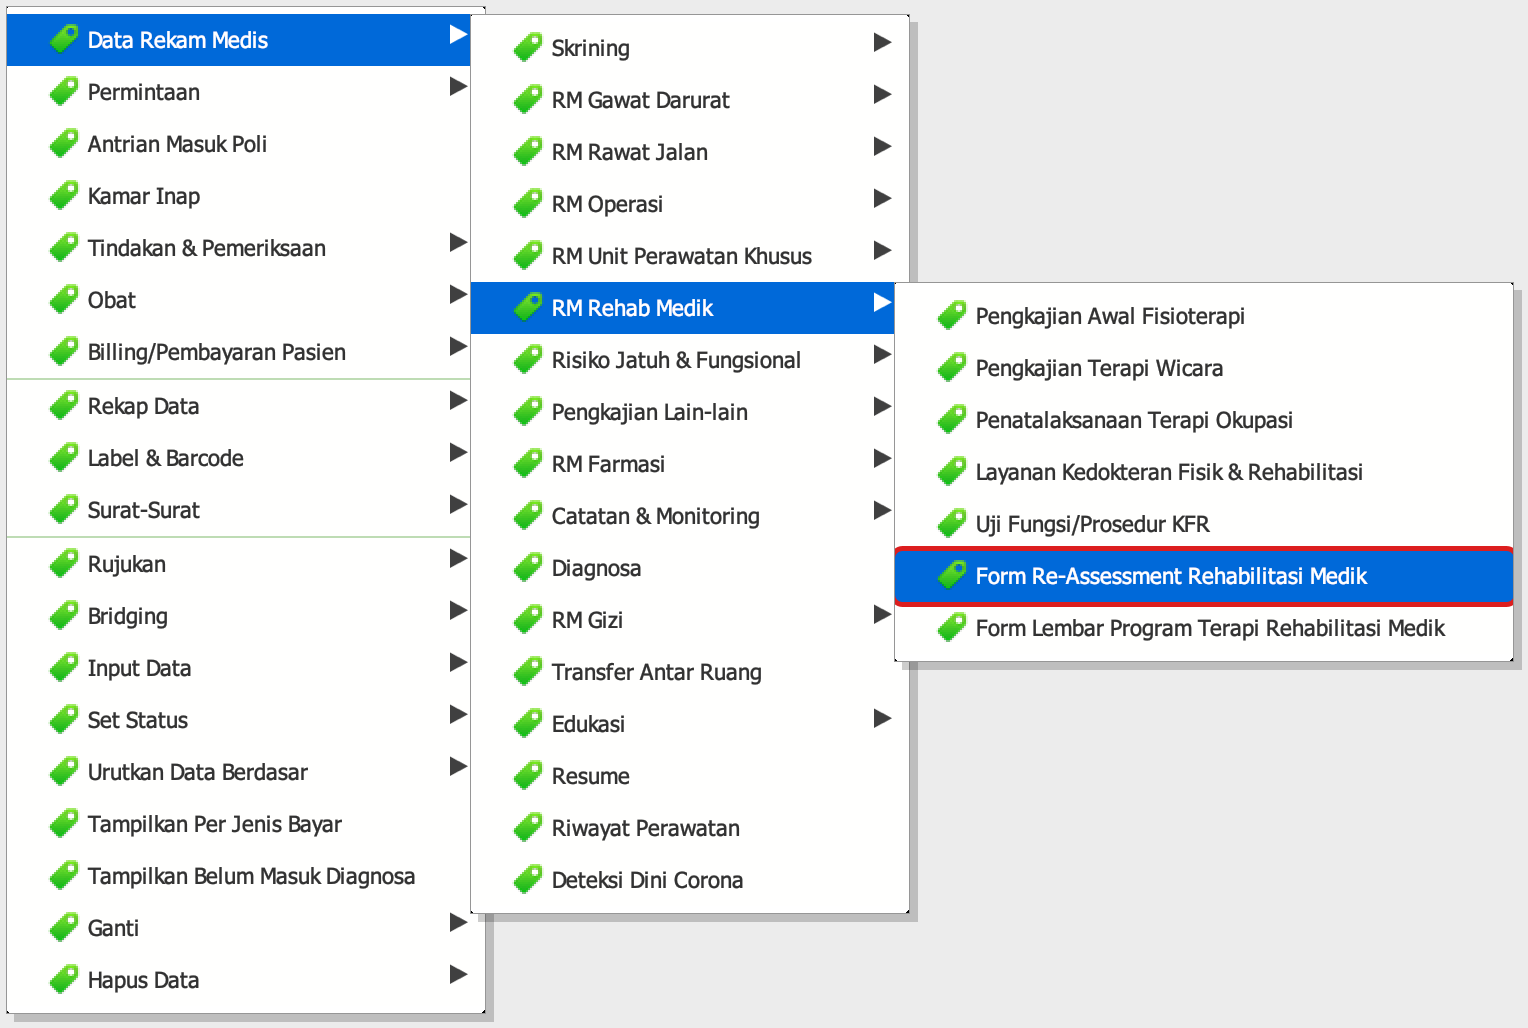 Data Rekam Medis
Permintaan
Antrian Masuk Poli
Kamar Inap
Tindakan & Pemeriksaan
Obat
Billing/Pembayaran Pasien
Rekap Data
Label & Barcode
Surat-Surat
Rujukan
Bridging
Input Data
Set Status
Urutkan Data Berdasar
Tampilkan Per Jenis Bayar
Tampilkan Belum Masuk Diagnosa
Ganti
Hapus Data
Skrining
RM Gawat Darurat
RM Rawat Jalan
RM Operasi
RM Unit Perawatan Khusus
RM Rehab Medik
Risiko Jatuh & Fungsional
Pengkajian Lain-lain
RM Farmasi
Catatan & Monitoring
Diagnosa
RM Gizi
Transfer Antar Ruang
Edukasi
Resume
Riwayat Perawatan
Deteksi Dini Corona
Pengkajian Awal Fisioterapi
Pengkajian Terapi Wicara
Penatalaksanaan Terapi Okupasi
Layanan Kedokteran Fisik & Rehabilitasi
Uji Fungsi/Prosedur KFR
Form Re-Assessment Rehabilitasi Medik
Form Lembar Program Terapi Rehabilitasi Medik